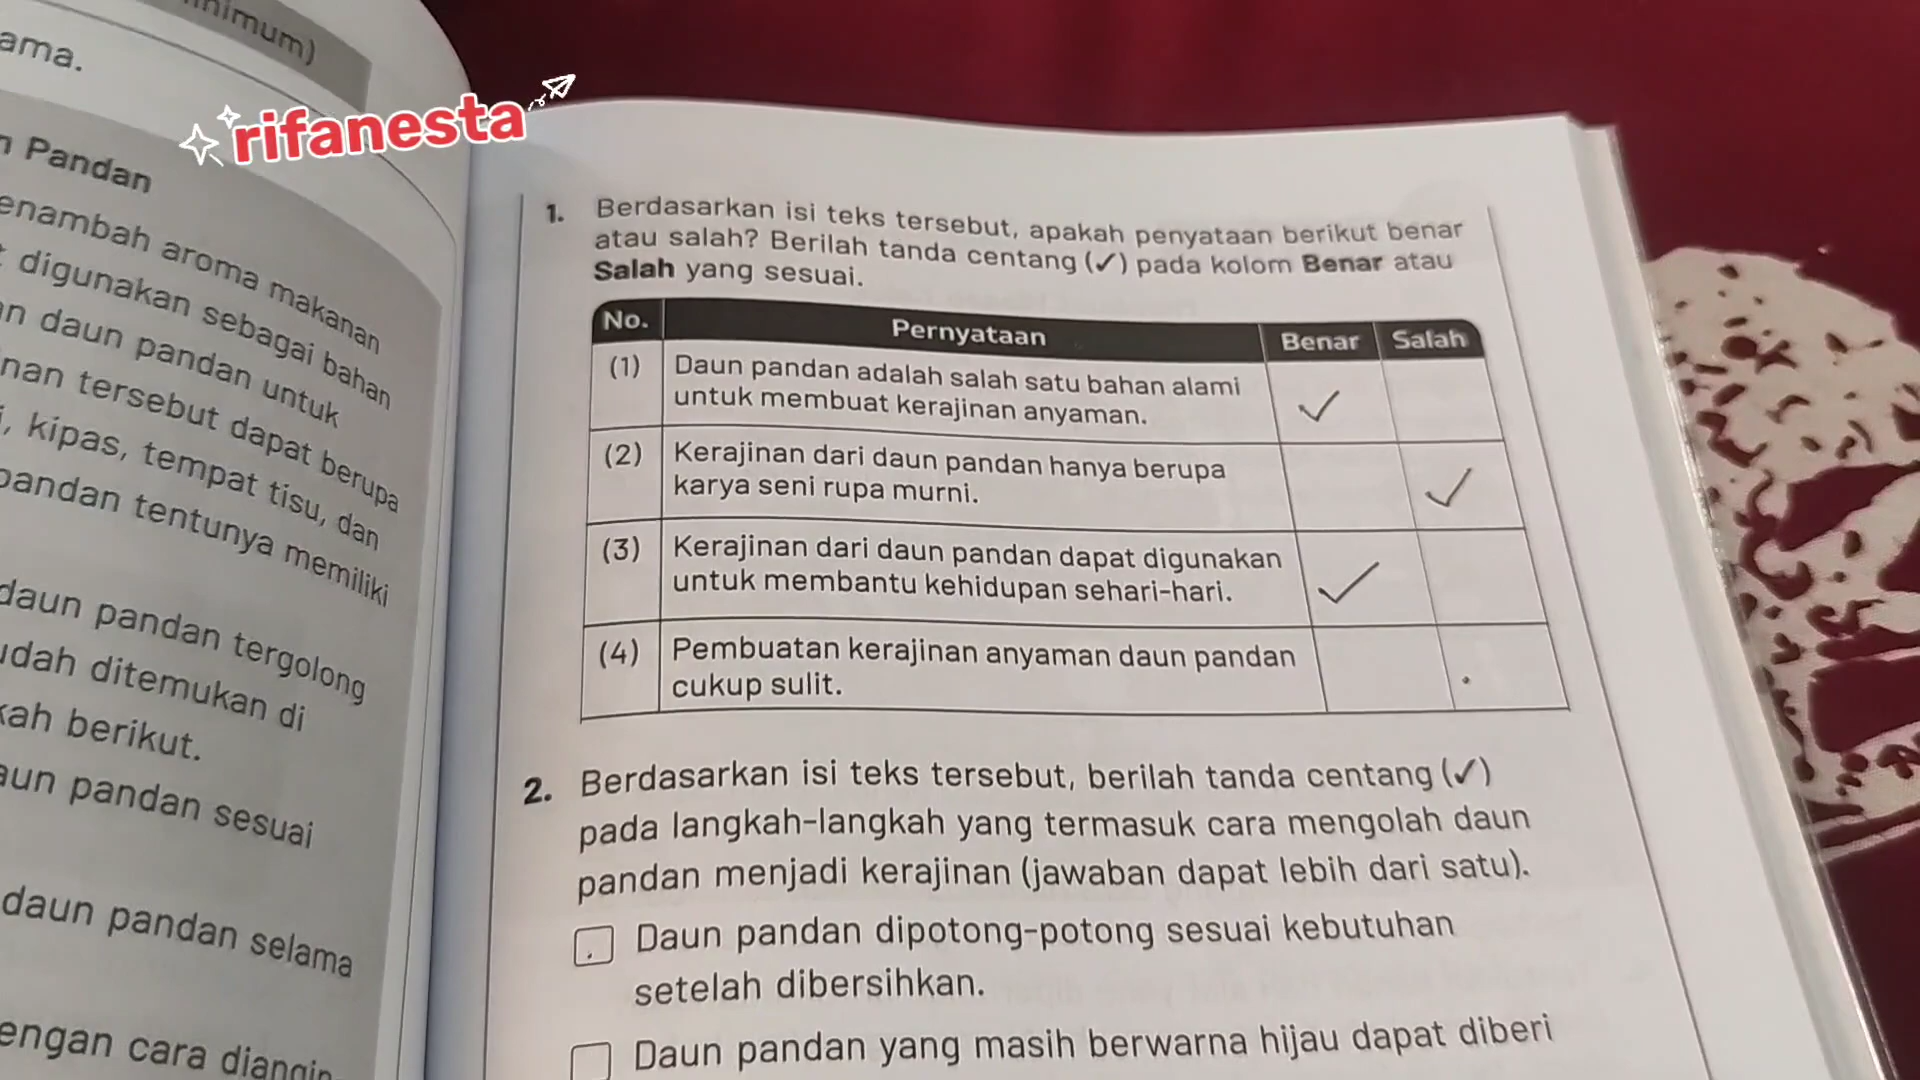 nimum)
ama.
rifanesta
n Pandan
enambah aroma makanan
digunakan sebagai bahan
an daun pandan untuk
nan tersebut dapat berupa
i, kipas, tempat tisu, dan
pandan tentunya memiliki
daun pandan tergolong
udah ditemukan di
kah berikut.
aun pandan sesuai
daun pandan selama
engan cara diangin
1. Berdasarkan isi teks tersebut, apakah penyataan berikut benar
atau salah? Berilah tanda centang (✓) pada kolom Benar atau
Salah yang sesuai.
No. Pernyataan Benar Salah
(1) Daun pandan adalah salah satu bahan alami
untuk membuat kerajinan anyaman. ✓
(2) Kerajinan dari daun pandan hanya berupa
karya seni rupa murni. ✓
(3) Kerajinan dari daun pandan dapat digunakan
untuk membantu kehidupan sehari-hari. ✓
(4) Pembuatan kerajinan anyaman daun pandan
cukup sulit.
2. Berdasarkan isi teks tersebut, berilah tanda centang (✓)
pada langkah-langkah yang termasuk cara mengolah daun
pandan menjadi kerajinan (jawaban dapat lebih dari satu).
Daun pandan dipotong-potong sesuai kebutuhan
setelah dibersihkan.
Daun pandan yang masih berwarna hijau dapat diberi